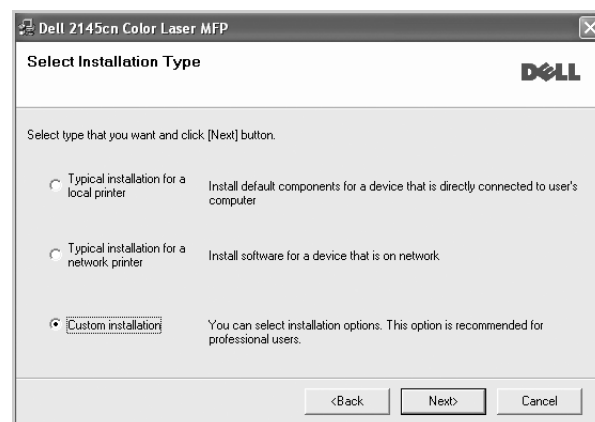 Dell 2145cn Color Laser MFP
Select Installation Type
DELL
Select type that you want and click [Next] button.
Typical installation for a
local printer
Install default components for a device that is directly connected to user's
computer
Typical installation for a
network printer
Install software for a device that is on network
Custom installation
You can select installation options. This option is recommended for
professional users.
<Back
Next>
Cancel